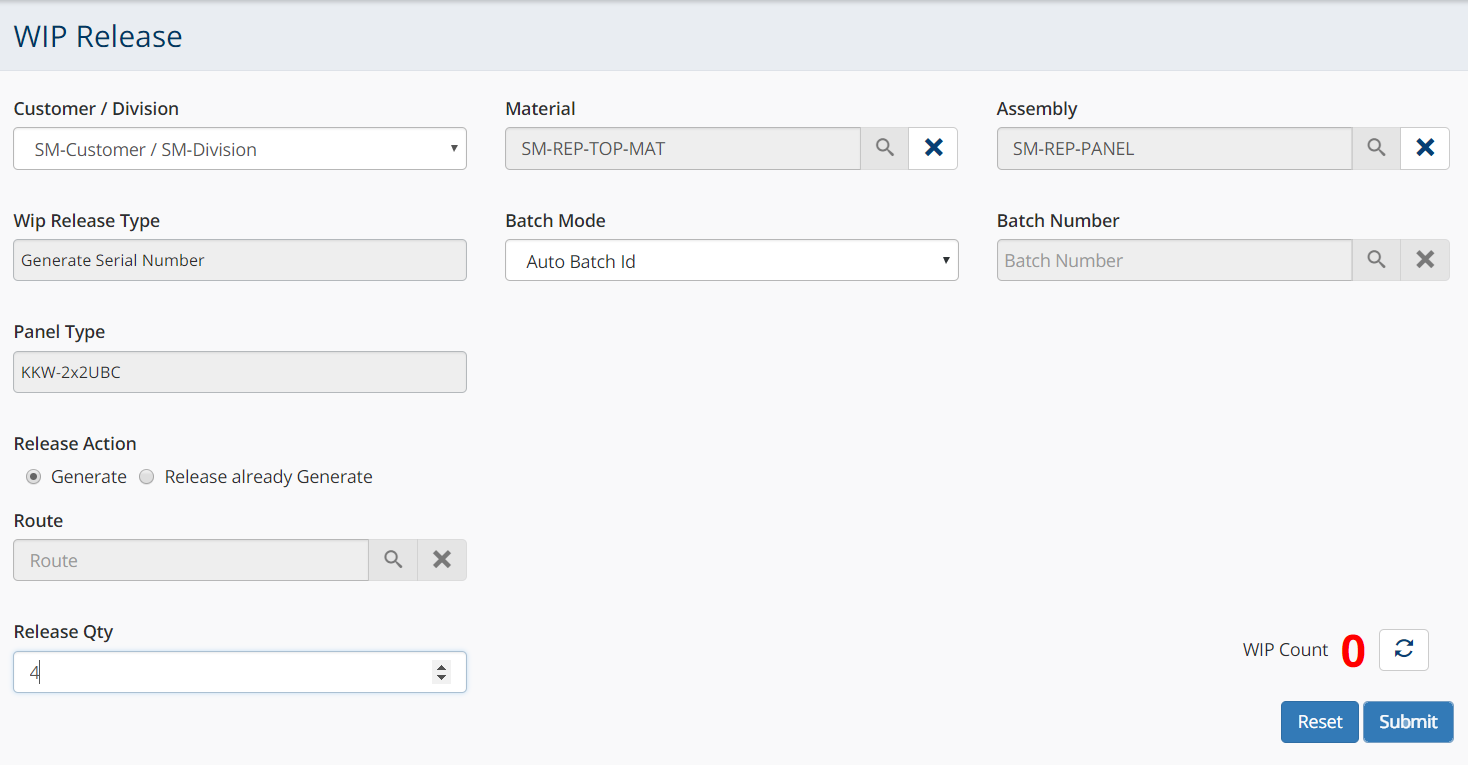 WIP Release
Customer / Division
Material
Assembly
SM-Customer / SM-Division
SM-REP-TOP-MAT
SM-REP-PANEL
Wip Release Type
Batch Mode
Batch Number
Generate Serial Number
Auto Batch Id
Batch Number
Panel Type
KKW-2x2UBC
Release Action
Generate
Release already Generate
Route
Route
Release Qty
4
WIP Count 0
Reset
Submit